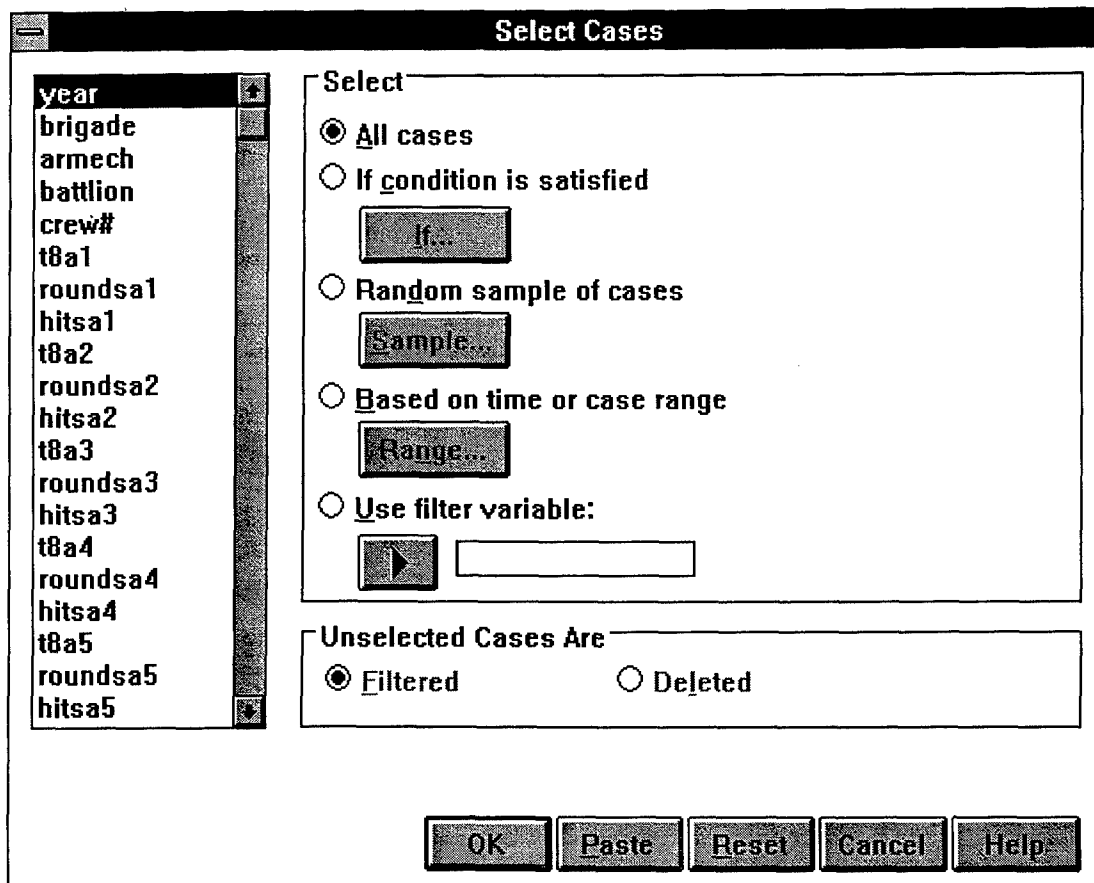 Select Cases
year
brigade
armech
battlion
crew#
t8a1
roundsa1
hitsa1
t8a2
roundsa2
hitsa2
t8a3
roundsa3
hitsa3
t8a4
roundsa4
hitsa4
t8a5
roundsa5
hitsa5
Select
All cases
If condition is satisfied
If...
Random sample of cases
Sample...
Based on time or case range
Range...
Use filter variable:
Unselected Cases Are
Filtered
Deleted
OK
Paste
Reset
Cancel
Help